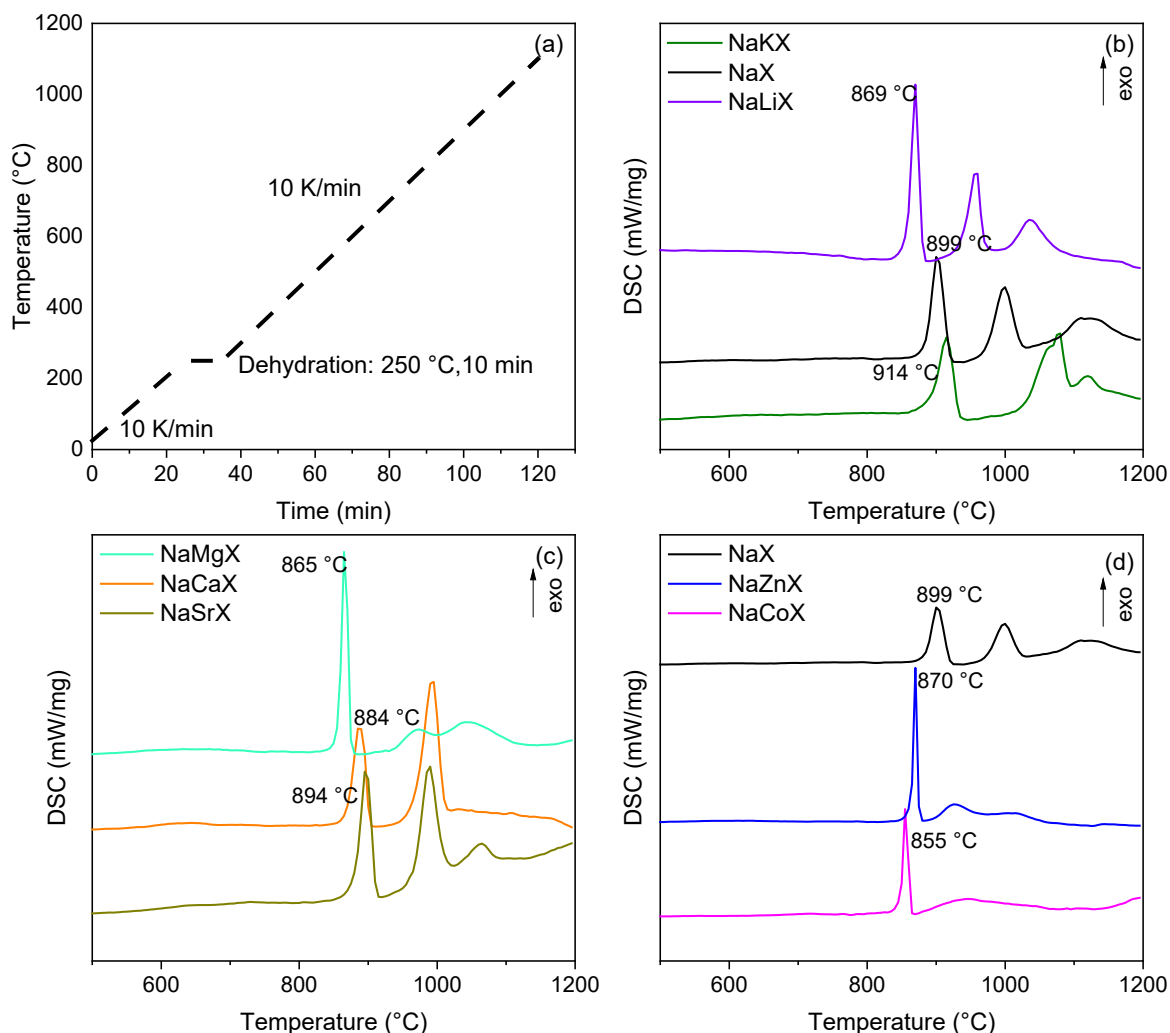 (a)
1200
1000
800
600
400
200
0
10 K/min
Dehydration: 250 °C,10 min
10 K/min
0 20 40 60 80 100 120
Temperature (°C)
Time (min)
(b)
NaKX
NaX
NaLiX
exo
869 °C
899 °C
914 °C
DSC (mW/mg)
600 800 1000 1200
Temperature (°C)
(c)
NaMgX
NaCaX
NaSrX
exo
865 °C
884 °C
894 °C
DSC (mW/mg)
600 800 1000 1200
Temperature (°C)
(d)
NaX
NaZnX
NaCoX
exo
899 °C
870 °C
855 °C
DSC (mW/mg)
600 800 1000 1200
Temperature (°C)